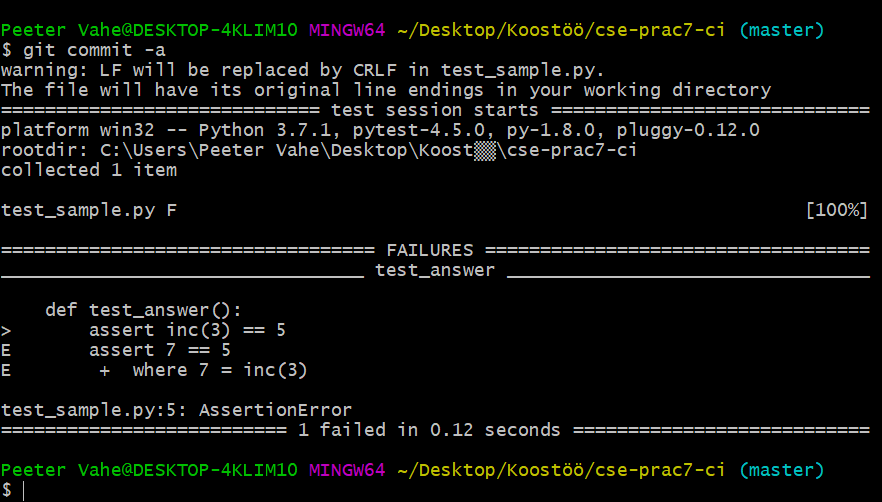 Peeter Vahe@DESKTOP-4KLIM10 MINGW64 ~/Desktop/Koostöö/cse-prac7-ci (master)
$ git commit -a
warning: LF will be replaced by CRLF in test_sample.py.
The file will have its original line endings in your working directory
============================= test session starts =============================
platform win32 -- Python 3.7.1, pytest-4.5.0, py-1.8.0, pluggy-0.12.0
rootdir: C:\Users\Peeter Vahe\Desktop\Koost▒▒\cse-prac7-ci
collected 1 item
test_sample.py F [100%]
================================== FAILURES ===================================
_________________________________ test_answer _________________________________
def test_answer():
> assert inc(3) == 5
E assert 7 == 5
E + where 7 = inc(3)
test_sample.py:5: AssertionError
========================== 1 failed in 0.12 seconds ===========================
Peeter Vahe@DESKTOP-4KLIM10 MINGW64 ~/Desktop/Koostöö/cse-prac7-ci (master)
$